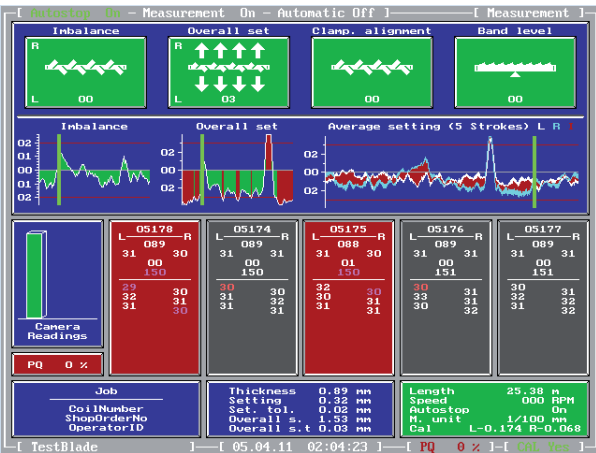 [ Autostop On – Measurement On – Automatic Off ] [ Measurement ]
Imbalance Overall set Clamp. alignment Band level
R R
L 00 L 03 00 00
Imbalance Overall set Average setting (5 Strokes) L R
02 02 02
01
00 00 00
01
02 02 02
05178 05174 05175 05176 05177
L R L R L R L R L R
089 089 088 089 089
31 30 31 31 31 30 31 31 31 31
00 00 01 00 00
150 150 150 151 151
29 30 30 31 32 30 30 31 30 31
32 31 31 32 30 31 33 30 32 32
31 30 31 32 31 31 31 32 31 31
Camera
Readings
PQ 0 %
Job
CoilNumber
ShopOrderNo
OperatorID
Thickness 0.89 mm
Setting 0.32 mm
Set. tol. 0.02 mm
Overall s. 1.53 mm
Overall s.t 0.03 mm
Length 25.38 m
Speed 000 RPM
Autostop On
M. unit 1/100 mm
Cal L-0.174 R-0.068
[ TestBlade ] [ 05.04.11 02:04:23 ] [ PQ 0 % ] [ Cal Yes ]